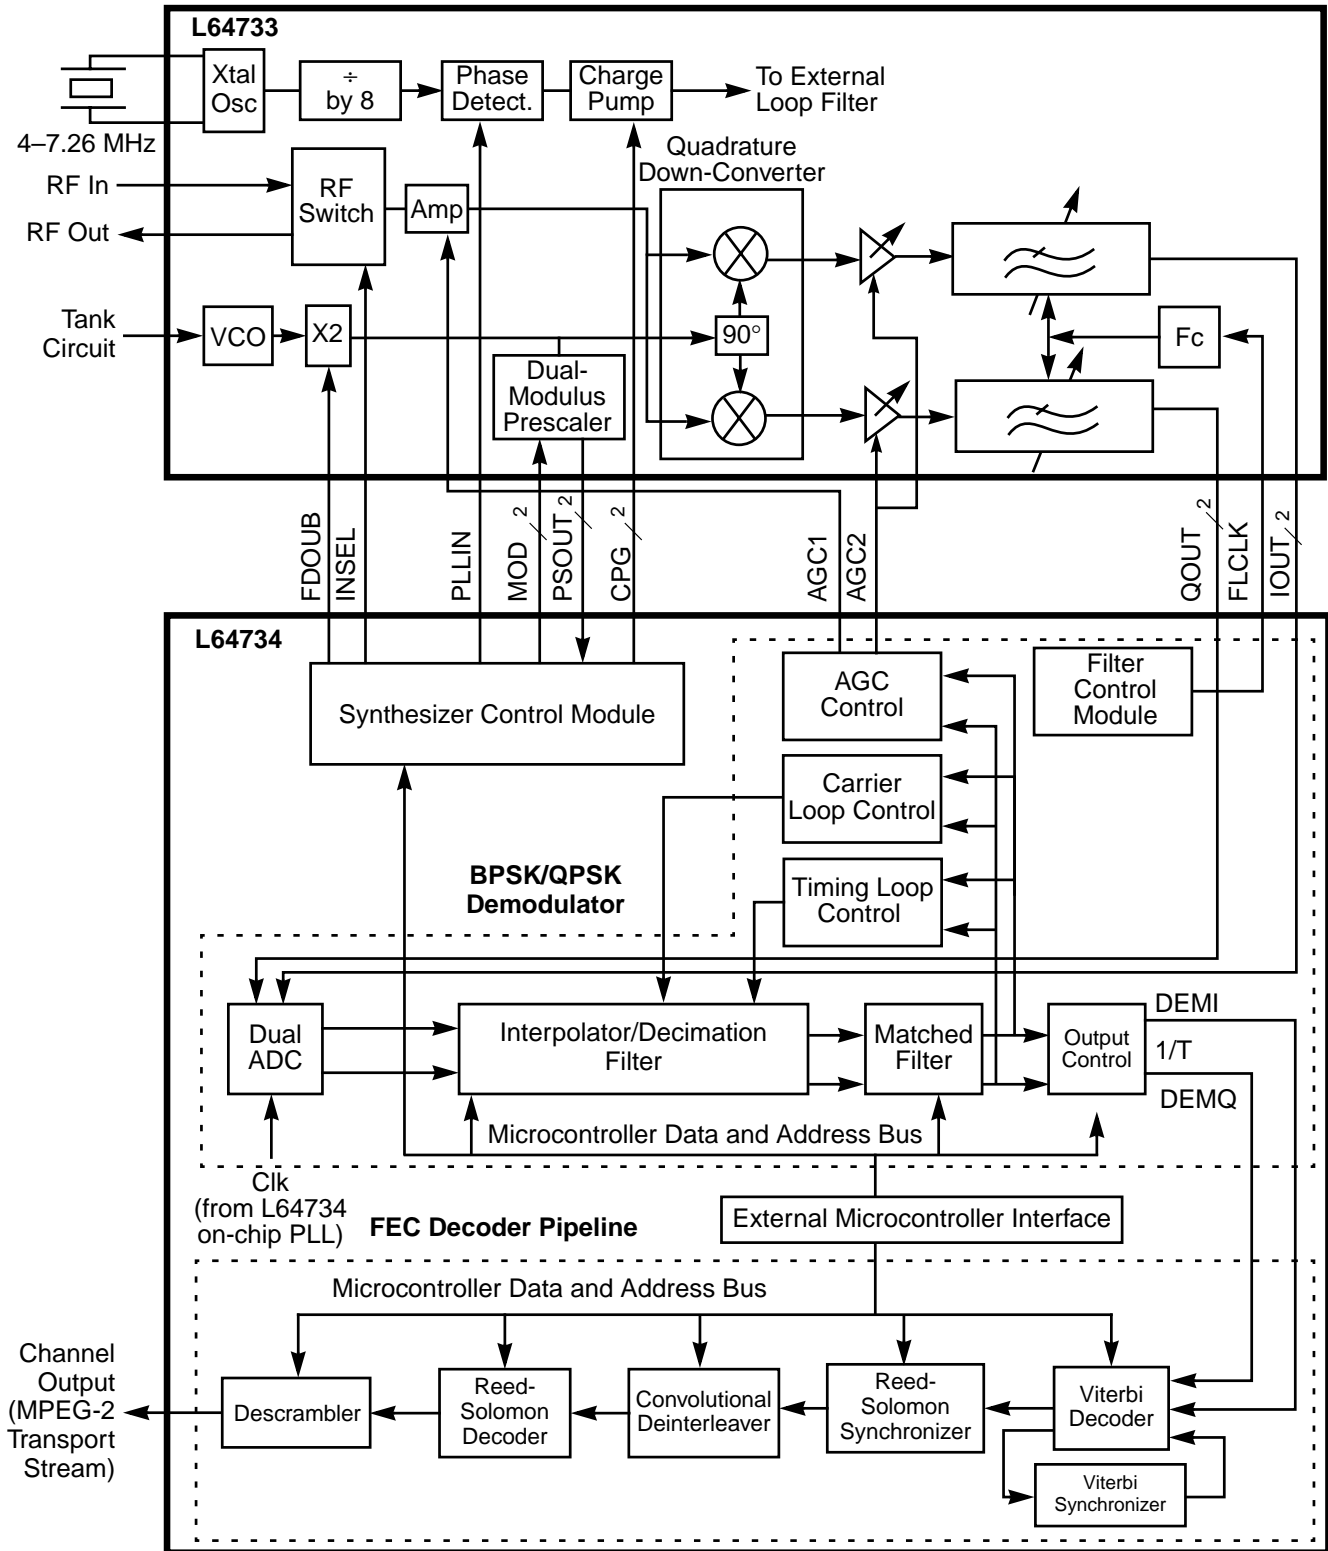 L64733
Xtal
Osc
÷
by 8
Phase
Detect.
Charge
Pump
To External
Loop Filter
4–7.26 MHz
Quadrature
Down-Converter
RF In
RF
Switch
Amp
RF Out
Tank
Circuit
VCO
X2
90°
Fc
Dual-
Modulus
Prescaler
FDOUB
INSEL
PLLIN
MOD
2
PSOUT
2
CPG
2
AGC1
AGC2
QOUT
2
FLCLK
IOUT
2
L64734
Synthesizer Control Module
AGC
Control
Filter
Control
Module
Carrier
Loop Control
BPSK/QPSK
Demodulator
Timing Loop
Control
Dual
ADC
Interpolator/Decimation
Filter
Matched
Filter
Output
Control
DEMI
1/T
DEMQ
Microcontroller Data and Address Bus
Clk
(from L64734
on-chip PLL)
FEC Decoder Pipeline
External Microcontroller Interface
Microcontroller Data and Address Bus
Channel
Output
(MPEG-2
Transport
Stream)
Descrambler
Reed-
Solomon
Decoder
Convolutional
Deinterleaver
Reed-
Solomon
Synchronizer
Viterbi
Decoder
Viterbi
Synchronizer